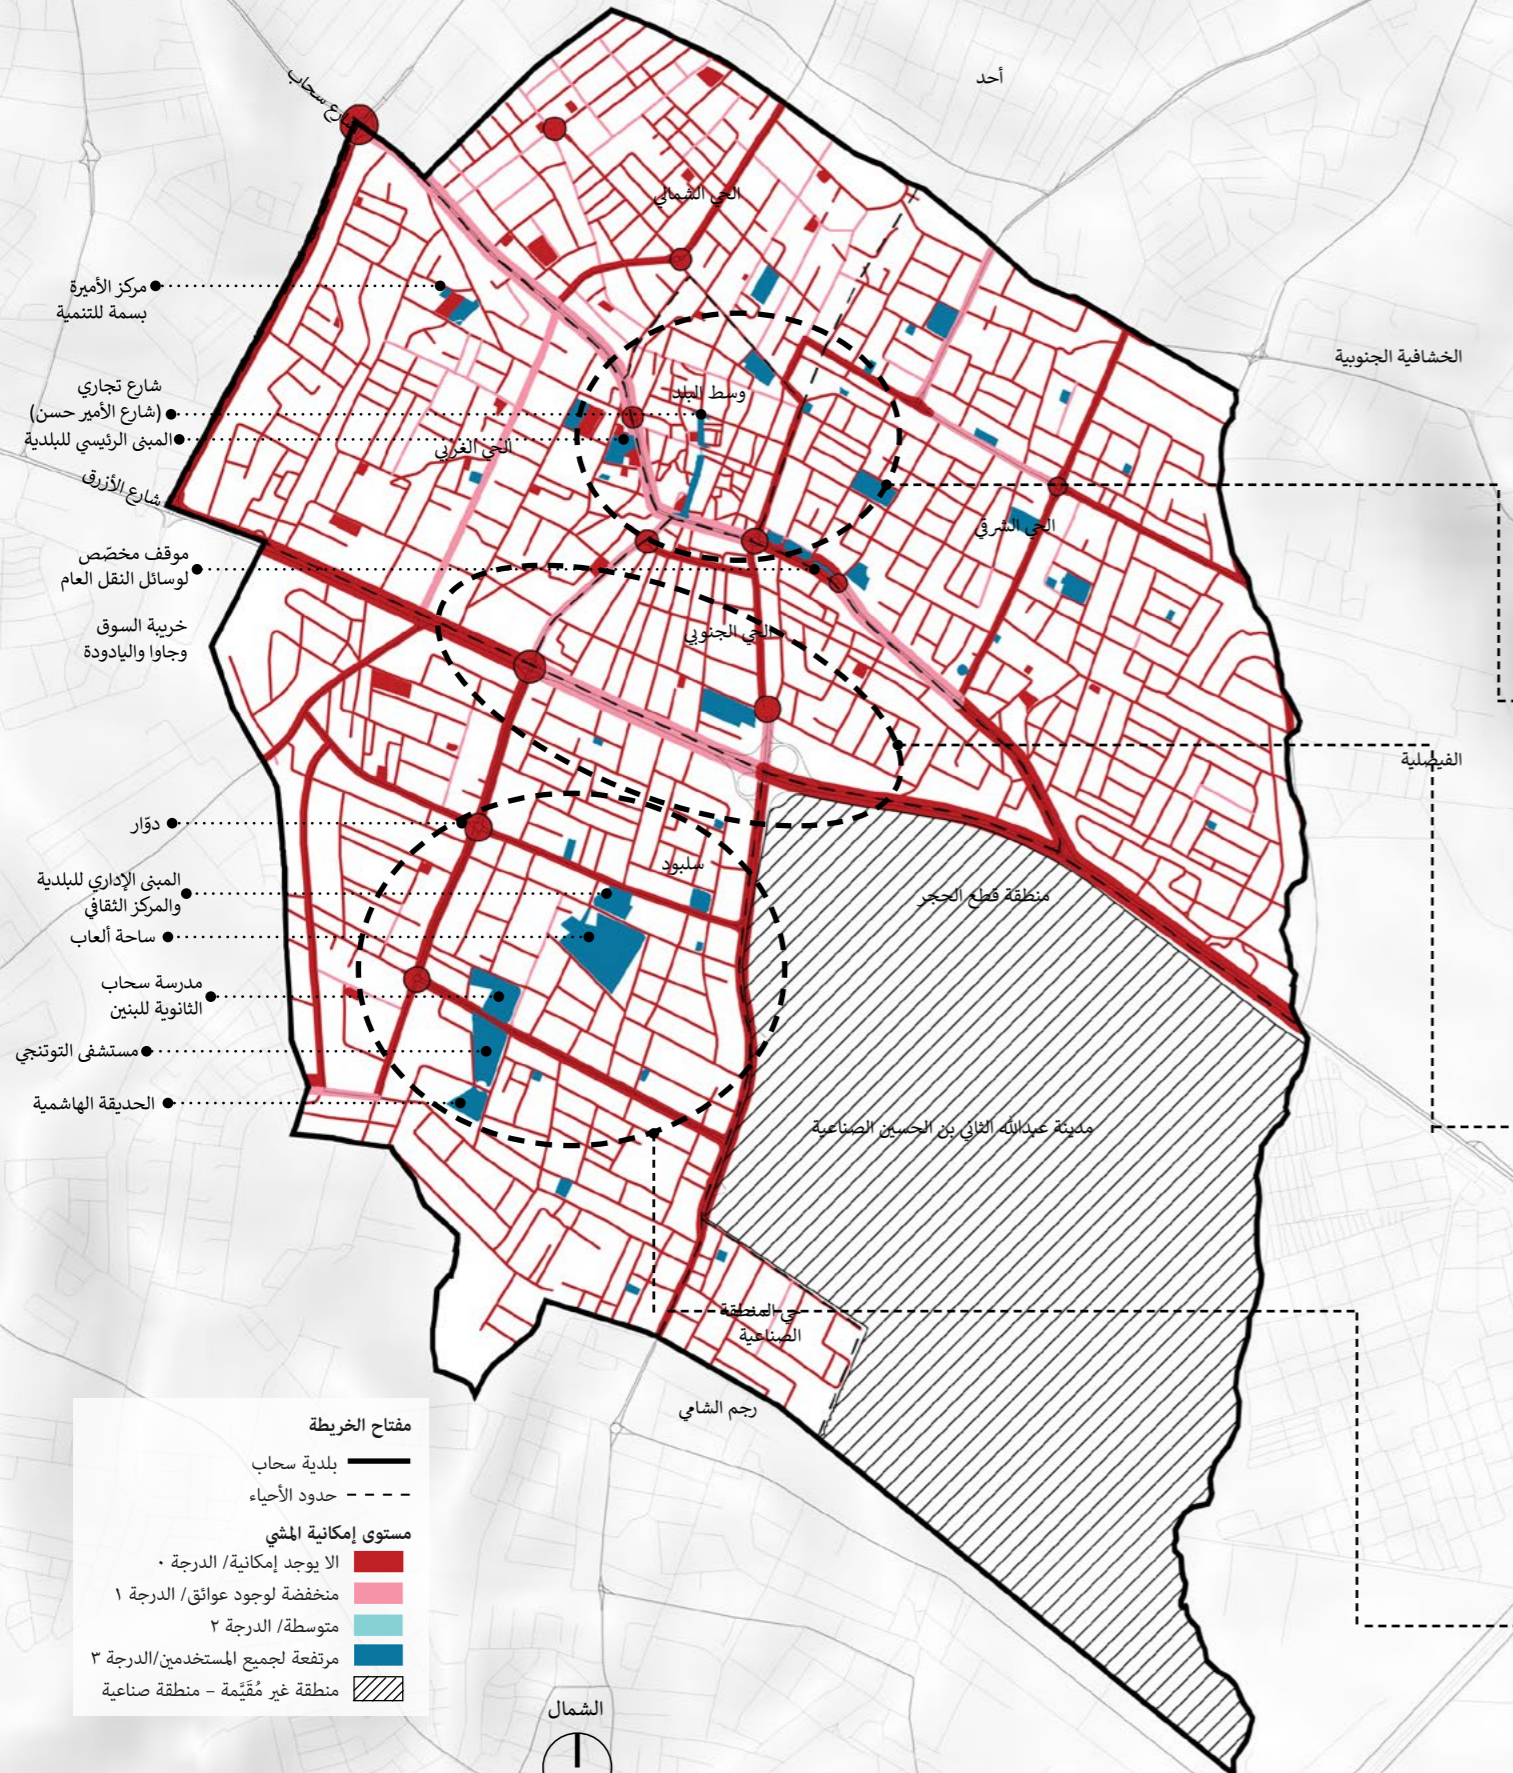 أحد
شارع سحاب
الحي الشمالي
مركز الأميرة
بسمة للتنمية
الخشافية الجنوبية
شارع تجاري
(شارع الأمير حسن)
وسط البلد
المبنى الرئيسي للبلدية
الحي الغربي
شارع الأزرق
الحي الشرقي
موقف مخصّص
لوسائل النقل العام
خريبة السوق
وجاوا واليادودة
الحي الجنوبي
الفيصلية
دوّار
سلبود
المبنى الإداري للبلدية
والمركز الثقافي
منطقة قطع الحجر
ساحة ألعاب
مدرسة سحاب
الثانوية للبنين
مستشفى التوتنجي
الحديقة الهاشمية
مدينة عبدالله الثاني بن الحسين الصناعية
حي المنطقة
الصناعية
رجم الشامي
مفتاح الخريطة
بلدية سحاب
حدود الأحياء
مستوى إمكانية المشي
الا يوجد إمكانية/ الدرجة ٠
منخفضة لوجود عوائق/ الدرجة ١
متوسطة/ الدرجة ٢
مرتفعة لجميع المستخدمين/الدرجة ٣
منطقة غير مُقَيَّمة – منطقة صناعية
الشمال